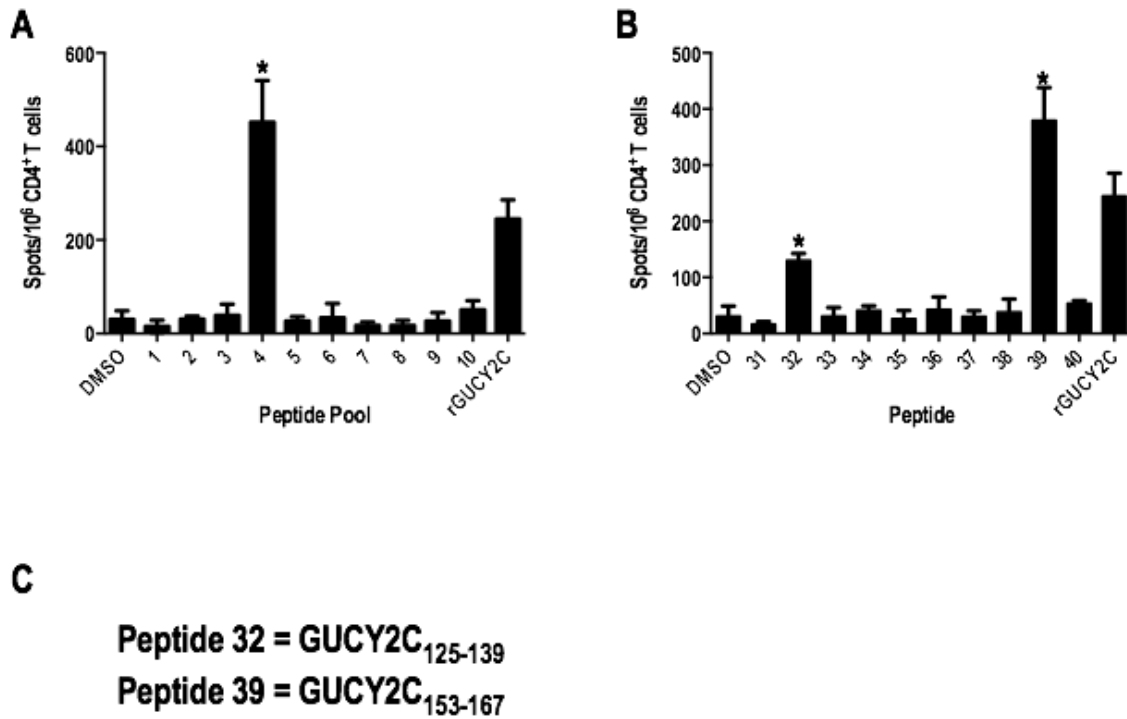 A
Spots/10⁶ CD4⁺ T cells
600
400
200
0
*
DMSO 1 2 3 4 5 6 7 8 9 10 rGUCY2C
Peptide Pool
B
Spots/10⁶ CD4⁺ T cells
500
400
300
200
100
0
*
*
DMSO 31 32 33 34 35 36 37 38 39 40 rGUCY2C
Peptide
C
Peptide 32 = GUCY2C₁₂₅₋₁₃₉
Peptide 39 = GUCY2C₁₅₃₋₁₆₇